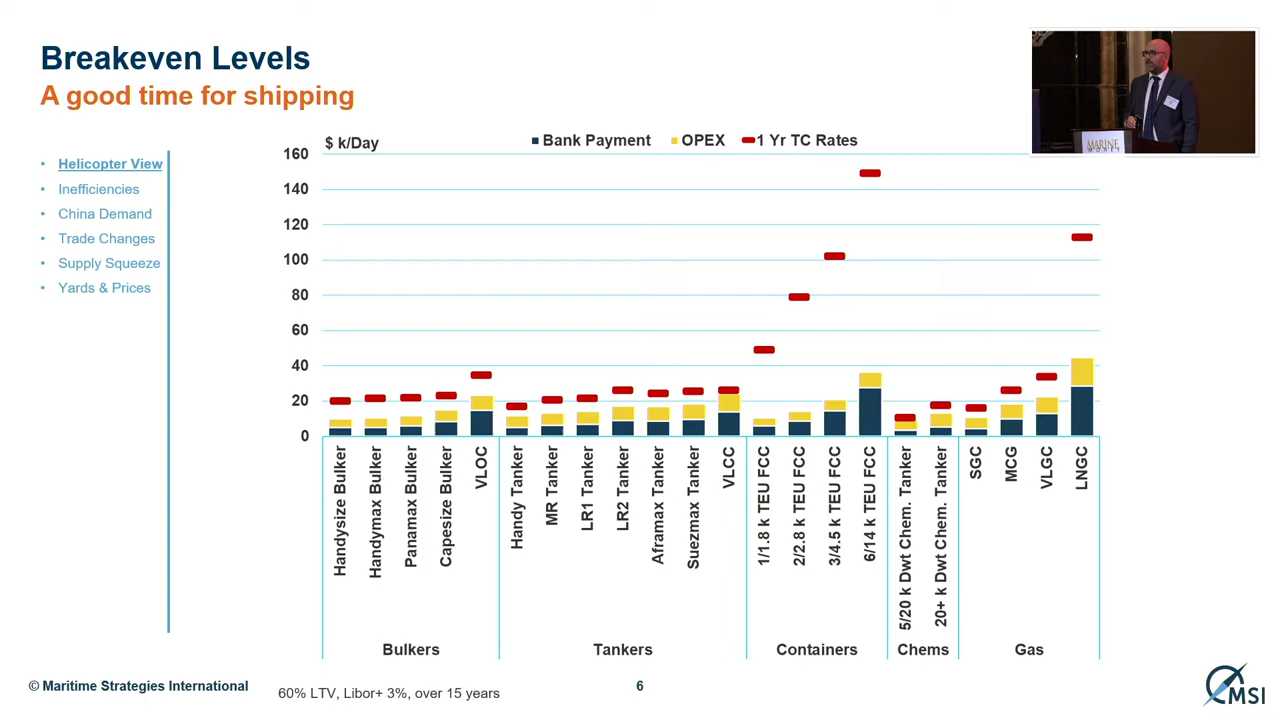 Breakeven Levels
A good time for shipping
• Helicopter View
• Inefficiencies
• China Demand
• Trade Changes
• Supply Squeeze
• Yards & Prices
$ k/Day
Bank Payment OPEX 1 Yr TC Rates
160
140
120
100
80
60
40
20
0
Handysize Bulker
Handymax Bulker
Panamax Bulker
Capesize Bulker
VLOC
Handy Tanker
MR Tanker
LR1 Tanker
LR2 Tanker
Aframax Tanker
Suezmax Tanker
VLCC
1/1.8 k TEU FCC
2/2.8 k TEU FCC
3/4.5 k TEU FCC
6/14 k TEU FCC
5/20 k Dwt Chem. Tanker
20+ k Dwt Chem. Tanker
SGC
MCG
VLGC
LNGC
Bulkers Tankers Containers Chems Gas
MARINE
MONEY
© Maritime Strategies International
60% LTV, Libor+ 3%, over 15 years
6
MSI